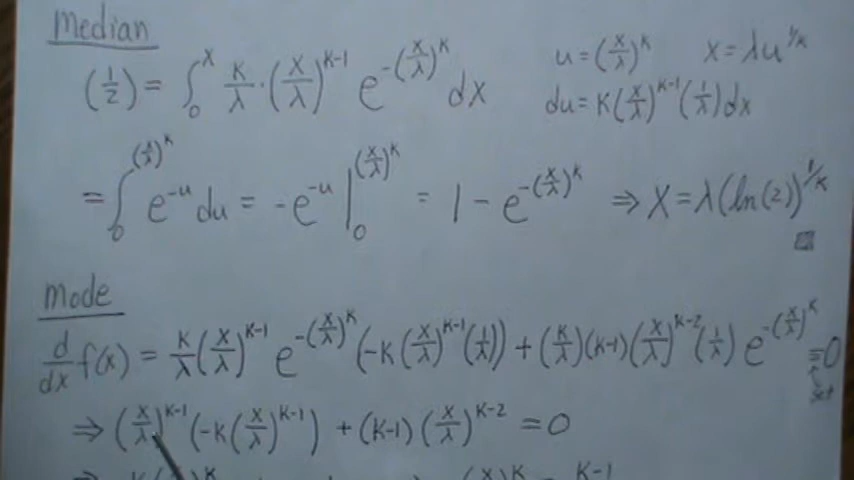 Median
(1/2) = ∫₀ˣ K/λ · (x/λ)^(K-1) e^(-(x/λ)^K) dx    u = (x/λ)^K    x = λu^(1/K)
du = K(x/λ)^(K-1) (1/λ)dx
= ∫₀^((x/λ)^K) e^(-u) du = -e^(-u) |₀^((x/λ)^K) = 1 - e^(-(x/λ)^K) ⇒ X = λ(ln(2))^(1/K)
Mode
d/dx f(x) = K/λ (x/λ)^(K-1) e^(-(x/λ)^K) (-K(x/λ)^(K-1) (1/λ)) + (K/λ)(K-1)(x/λ)^(K-2) (1/λ) e^(-(x/λ)^K) = 0
set
⇒ (x/λ)^(K-1) (-K(x/λ)^(K-1)) + (K-1)(x/λ)^(K-2) = 0